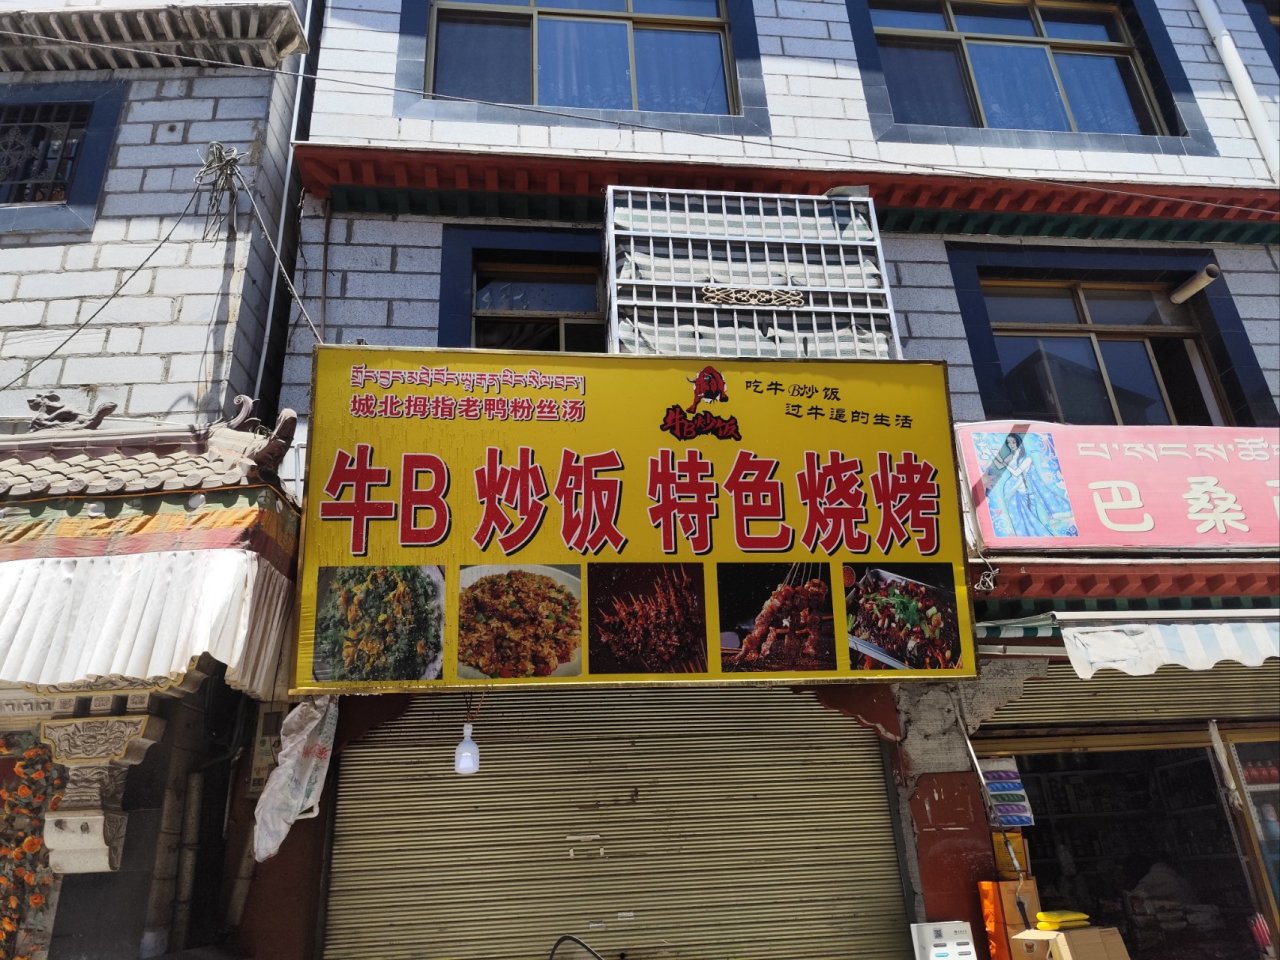 城北拇指老鸭粉丝汤
牛B炒饭
吃牛B炒饭
过牛逼的生活
牛B 炒饭 特色烧烤
巴桑